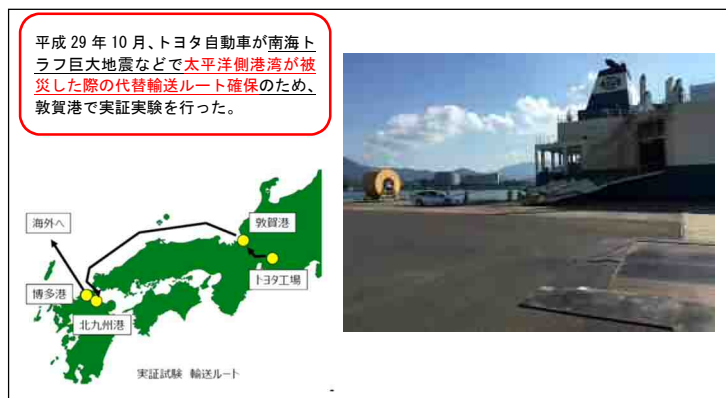 平成 29 年 10 月、トヨタ自動車が南海ト
ラフ巨大地震などで太平洋側港湾が被
災した際の代替輸送ルート確保のため、
敦賀港で実証実験を行った。
海外へ
敦賀港
トヨタ工場
博多港
北九州港
実証試験 輸送ルート